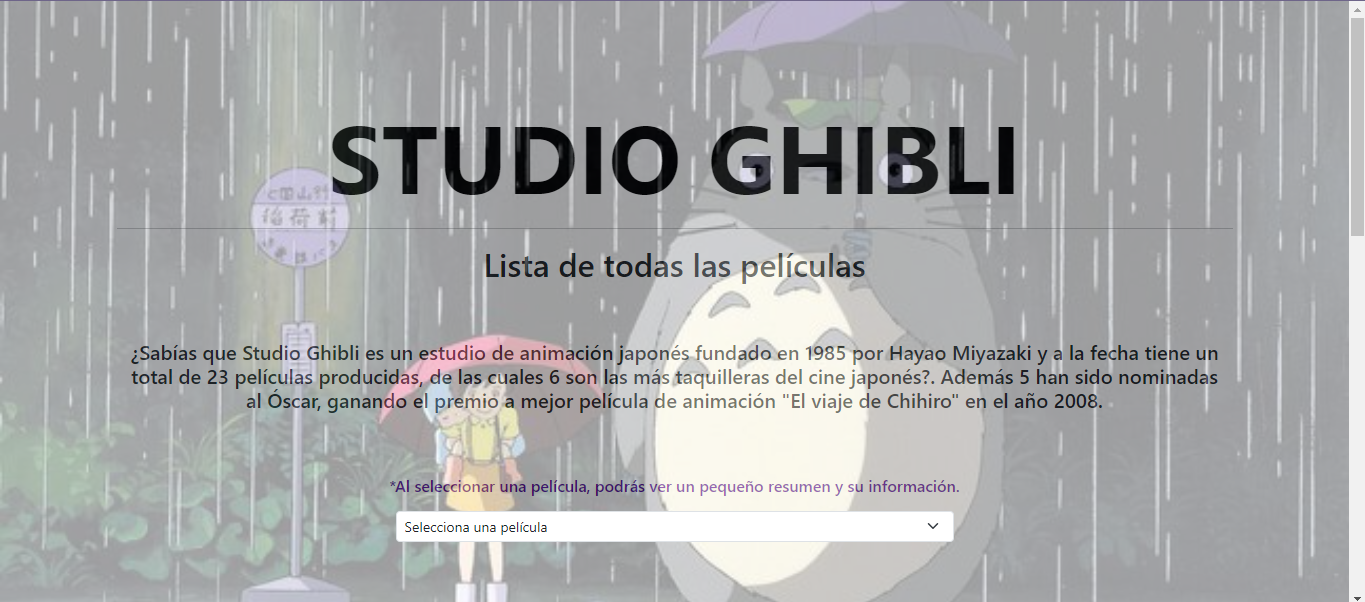 STUDIO GHIBLI
Lista de todas las películas
¿Sabías que Studio Ghibli es un estudio de animación japonés fundado en 1985 por Hayao Miyazaki y a la fecha tiene un
total de 23 películas producidas, de las cuales 6 son las más taquilleras del cine japonés?. Además 5 han sido nominadas
al Óscar, ganando el premio a mejor película de animación "El viaje de Chihiro" en el año 2008.
*Al seleccionar una película, podrás ver un pequeño resumen y su información.
Selecciona una película
稲荷前